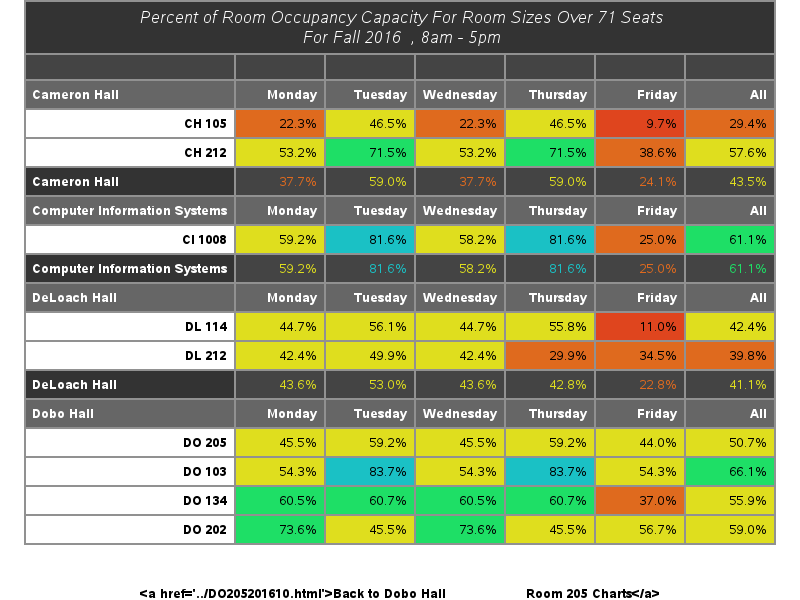 Percent of Room Occupancy Capacity For Room Sizes Over 71 Seats
For Fall 2016 , 8am - 5pm
Cameron Hall Monday Tuesday Wednesday Thursday Friday All
CH 105 22.3% 46.5% 22.3% 46.5% 9.7% 29.4%
CH 212 53.2% 71.5% 53.2% 71.5% 38.6% 57.6%
Cameron Hall 37.7% 59.0% 37.7% 59.0% 24.1% 43.5%
Computer Information Systems Monday Tuesday Wednesday Thursday Friday All
CI 1008 59.2% 81.6% 58.2% 81.6% 25.0% 61.1%
Computer Information Systems 59.2% 81.6% 58.2% 81.6% 25.0% 61.1%
DeLoach Hall Monday Tuesday Wednesday Thursday Friday All
DL 114 44.7% 56.1% 44.7% 55.8% 11.0% 42.4%
DL 212 42.4% 49.9% 42.4% 29.9% 34.5% 39.8%
DeLoach Hall 43.6% 53.0% 43.6% 42.8% 22.8% 41.1%
Dobo Hall Monday Tuesday Wednesday Thursday Friday All
DO 205 45.5% 59.2% 45.5% 59.2% 44.0% 50.7%
DO 103 54.3% 83.7% 54.3% 83.7% 54.3% 66.1%
DO 134 60.5% 60.7% 60.5% 60.7% 37.0% 55.9%
DO 202 73.6% 45.5% 73.6% 45.5% 56.7% 59.0%
<a href='../DO205201610.html'>Back to Dobo Hall Room 205 Charts</a>